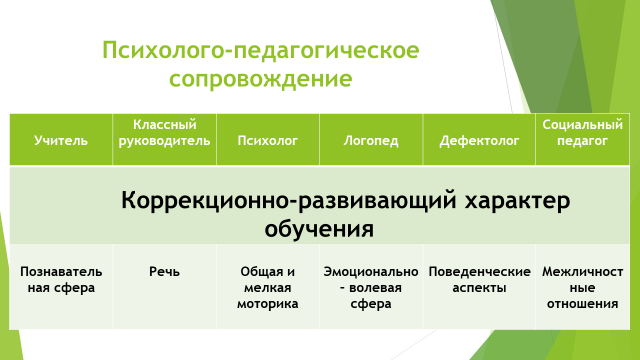 Психолого-педагогическое
сопровождение
Учитель
Классный
руководитель
Психолог
Логопед
Дефектолог
Социальный
педагог
Коррекционно-развивающий характер
обучения
Познаватель
ная сфера
Речь
Общая и
мелкая
моторика
Эмоционально
– волевая
сфера
Поведенческие
аспекты
Межличност
ные
отношения